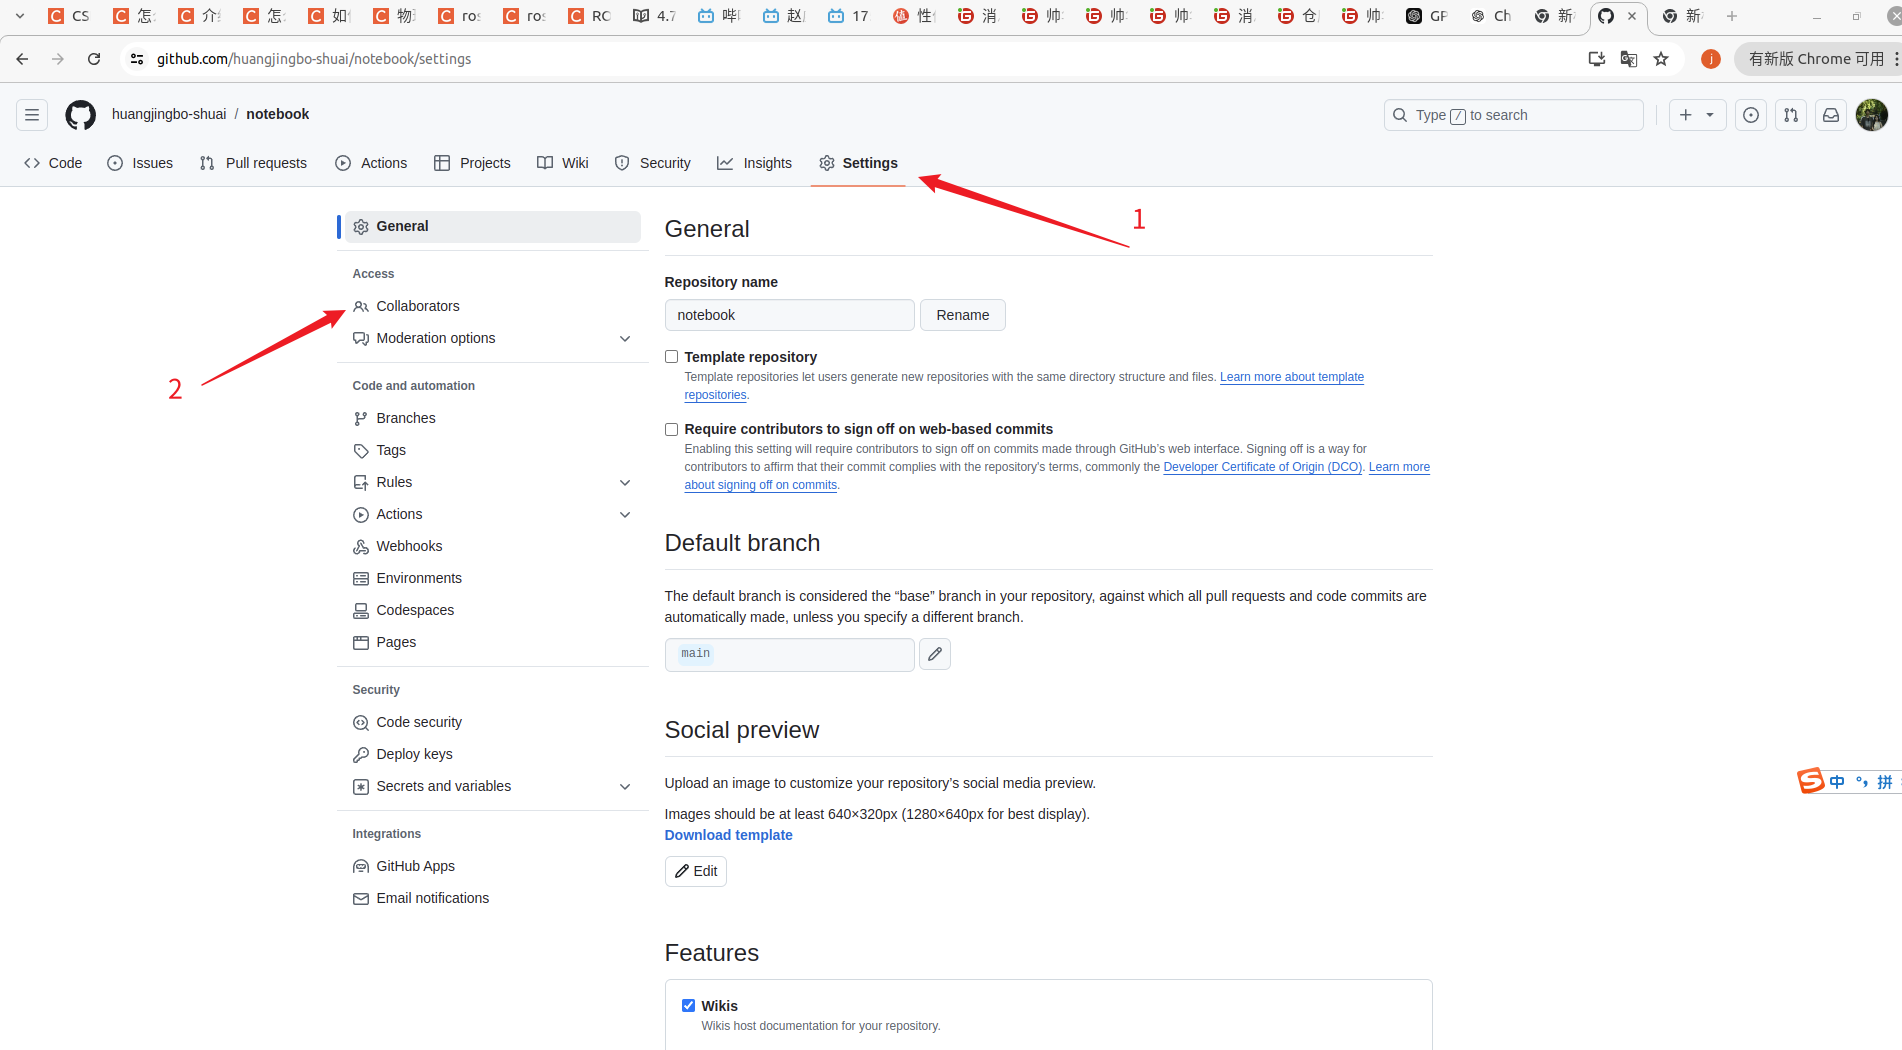 CS
怎
介
怎
如
物
ros
ros
RO
4.7
哔
赵
17
值 性
消
帅
帅
帅
消
仓
帅
GP
Ch
新
新
github.com/huangjingbo-shuai/notebook/settings
j
有新版 Chrome 可用
huangjingbo-shuai / notebook
Type / to search
Code
Issues
Pull requests
Actions
Projects
Wiki
Security
Insights
Settings
1
2
General
Access
Collaborators
Moderation options
Code and automation
Branches
Tags
Rules
Actions
Webhooks
Environments
Codespaces
Pages
Security
Code security
Deploy keys
Secrets and variables
Integrations
GitHub Apps
Email notifications
General
Repository name
notebook
Rename
Template repository
Template repositories let users generate new repositories with the same directory structure and files. Learn more about template
repositories.
Require contributors to sign off on web-based commits
Enabling this setting will require contributors to sign off on commits made through GitHub's web interface. Signing off is a way for
contributors to affirm that their commit complies with the repository's terms, commonly the Developer Certificate of Origin (DCO). Learn more
about signing off on commits.
Default branch
The default branch is considered the “base” branch in your repository, against which all pull requests and code commits are
automatically made, unless you specify a different branch.
main
Social preview
Upload an image to customize your repository’s social media preview.
Images should be at least 640×320px (1280×640px for best display).
Download template
Edit
Features
Wikis
Wikis host documentation for your repository.
中 °, 拼